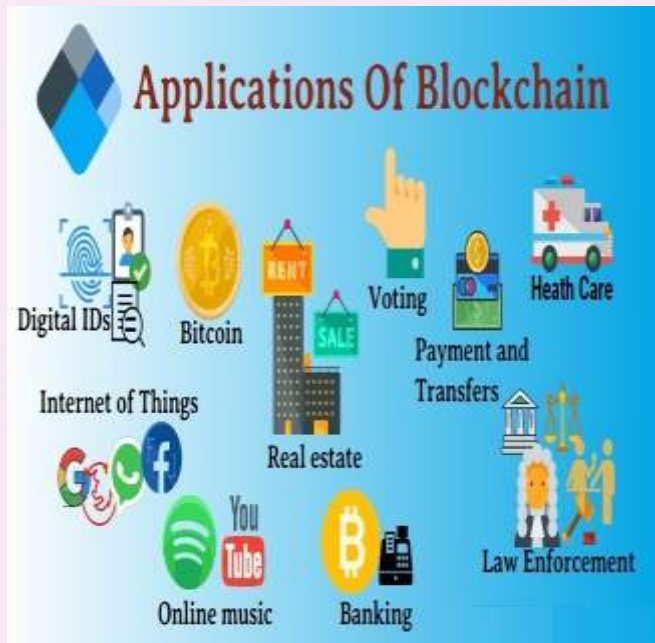 Applications Of Blockchain
Digital IDs
Bitcoin
RENT
SALE
Real estate
Voting
Payment and
Transfers
Heath Care
Internet of Things
You
Tube
Online music
Banking
Law Enforcement